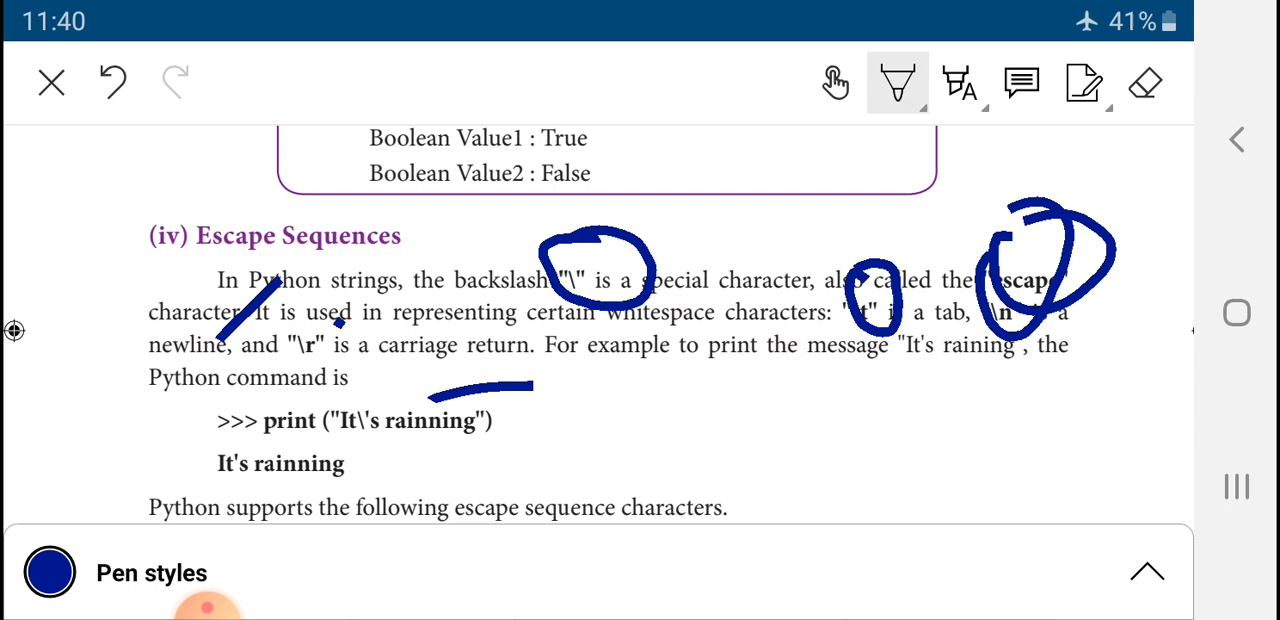 11:40
41%
Boolean Value1 : True
Boolean Value2 : False
(iv) Escape Sequences
In Python strings, the backslash "\" is a special character, also called the "escape"
character. It is used in representing certain whitespace characters: "\t" is a tab, "\n" is a
newline, and "\r" is a carriage return. For example to print the message "It's raining", the
Python command is
>>> print ("It\'s rainning")
It's rainning
Python supports the following escape sequence characters.
Pen styles